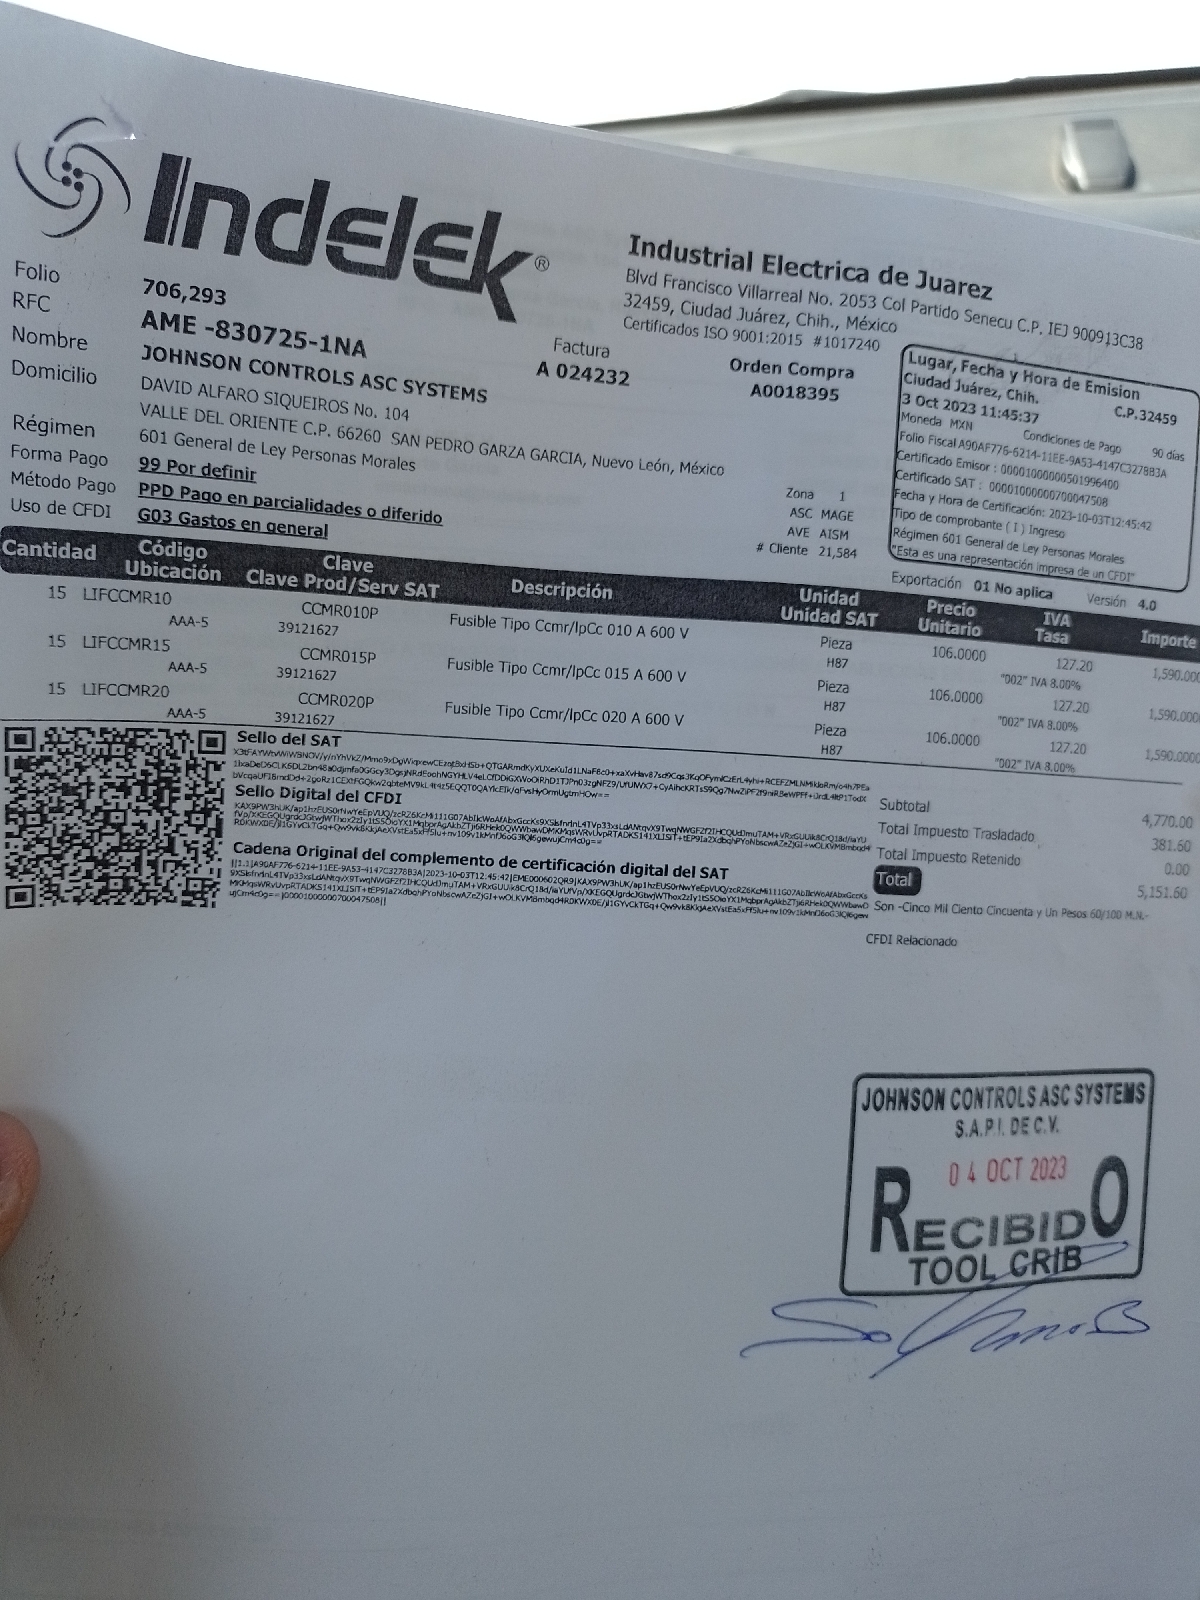 Indelek®
Industrial Electrica de Juarez
Blvd Francisco Villarreal No. 2053 Col Partido Senecu C.P. IEJ 900913C38
32459, Ciudad Juárez, Chih., México
Certificados ISO 9001:2015 #1017240
Folio 706,293
RFC AME -830725-1NA
Nombre JOHNSON CONTROLS ASC SYSTEMS
Domicilio DAVID ALFARO SIQUEIROS No. 104
VALLE DEL ORIENTE C.P. 66260 SAN PEDRO GARZA GARCIA, Nuevo León, México
Régimen 601 General de Ley Personas Morales
Forma Pago 99 Por definir
Método Pago PPD Pago en parcialidades o diferido
Uso de CFDI G03 Gastos en general
Factura
A 024232
Orden Compra
A0018395
Zona 1
ASC MAGE
AVE AISM
# Cliente 21,584
Lugar, Fecha y Hora de Emision
Ciudad Juárez, Chih. C.P.32459
3 Oct 2023 11:45:37
Moneda MXN Condiciones de Pago 90 días
Folio Fiscal A90AF776-6214-11EE-9A53-4147C3278B3A
Certificado Emisor : 00001000000501996400
Certificado SAT : 00001000000700047508
Fecha y Hora de Certificación: 2023-10-03T12:45:42
Tipo de comprobante ( I ) Ingreso
Régimen 601 General de Ley Personas Morales
"Esta es una representación impresa de un CFDI"
Exportación 01 No aplica Versión 4.0
Cantidad Código Clave Descripción Unidad Precio IVA Importe
Ubicación Clave Prod/Serv SAT Unidad SAT Unitario Tasa
15 LIFCCMR10 CCMR010P Fusible Tipo Ccmr/lpCc 010 A 600 V Pieza 106.0000 127.20 1,590.000
AAA-5 39121627 H87 "002" IVA 8.00%
15 LIFCCMR15 CCMR015P Fusible Tipo Ccmr/lpCc 015 A 600 V Pieza 106.0000 127.20 1,590.000
AAA-5 39121627 H87 "002" IVA 8.00%
15 LIFCCMR20 CCMR020P Fusible Tipo Ccmr/lpCc 020 A 600 V Pieza 106.0000 127.20 1,590.000
AAA-5 39121627 H87 "002" IVA 8.00%
Sello del SAT
Sello Digital del CFDI
Cadena Original del complemento de certificación digital del SAT
Subtotal 4,770.00
Total Impuesto Trasladado 381.60
Total Impuesto Retenido 0.00
Total 5,151.60
Son -Cinco Mil Ciento Cincuenta y Un Pesos 60/100 M.N.-
CFDI Relacionado
JOHNSON CONTROLS ASC SYSTEMS
S.A.P.I. DE C.V.
04 OCT 2023
RECIBIDO
TOOL CRIB